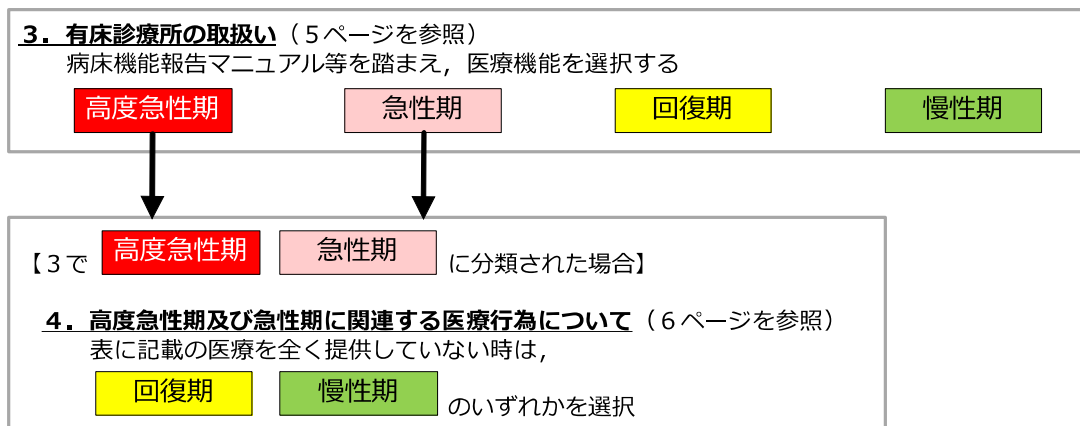 3．有床診療所の取扱い（５ページを参照）
病床機能報告マニュアル等を踏まえ，医療機能を選択する
高度急性期 急性期 回復期 慢性期
【３で 高度急性期 急性期 に分類された場合】
4．高度急性期及び急性期に関連する医療行為について（６ページを参照）
表に記載の医療を全く提供していない時は，
回復期 慢性期 のいずれかを選択